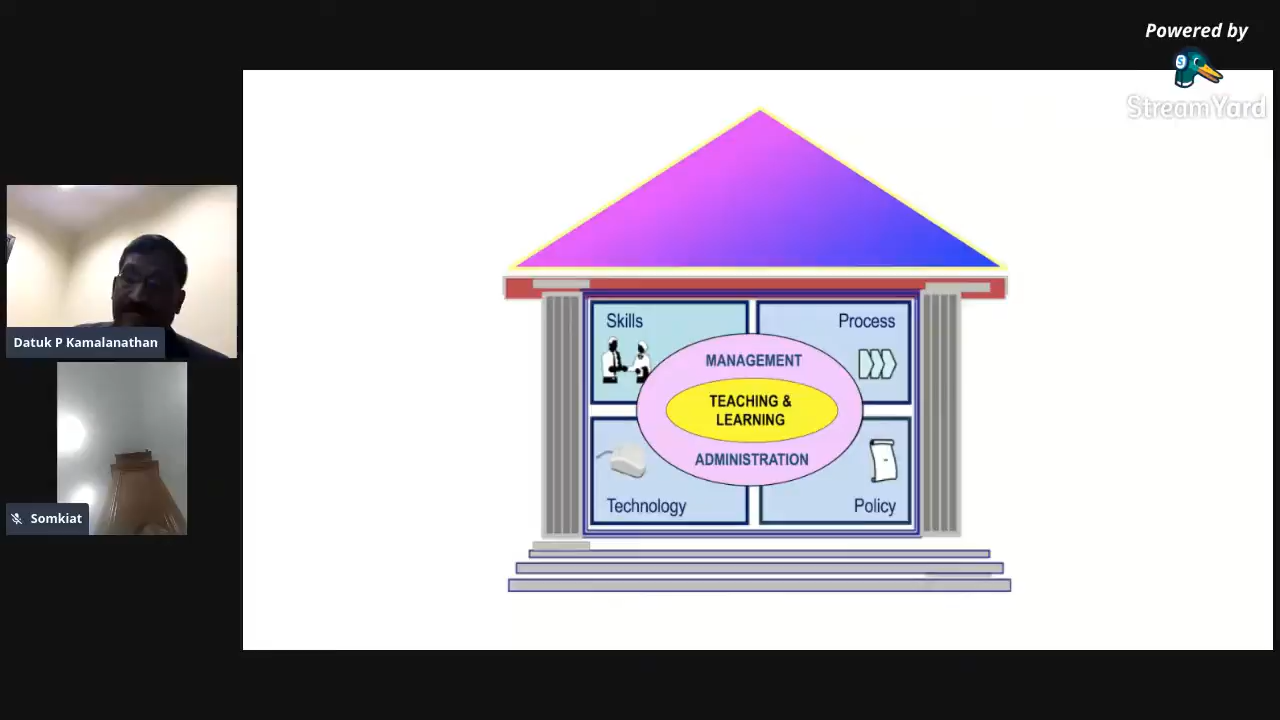 Powered by
StreamYard
Datuk P Kamalanathan
Somkiat
Skills
Process
MANAGEMENT
TEACHING &
LEARNING
ADMINISTRATION
Technology
Policy